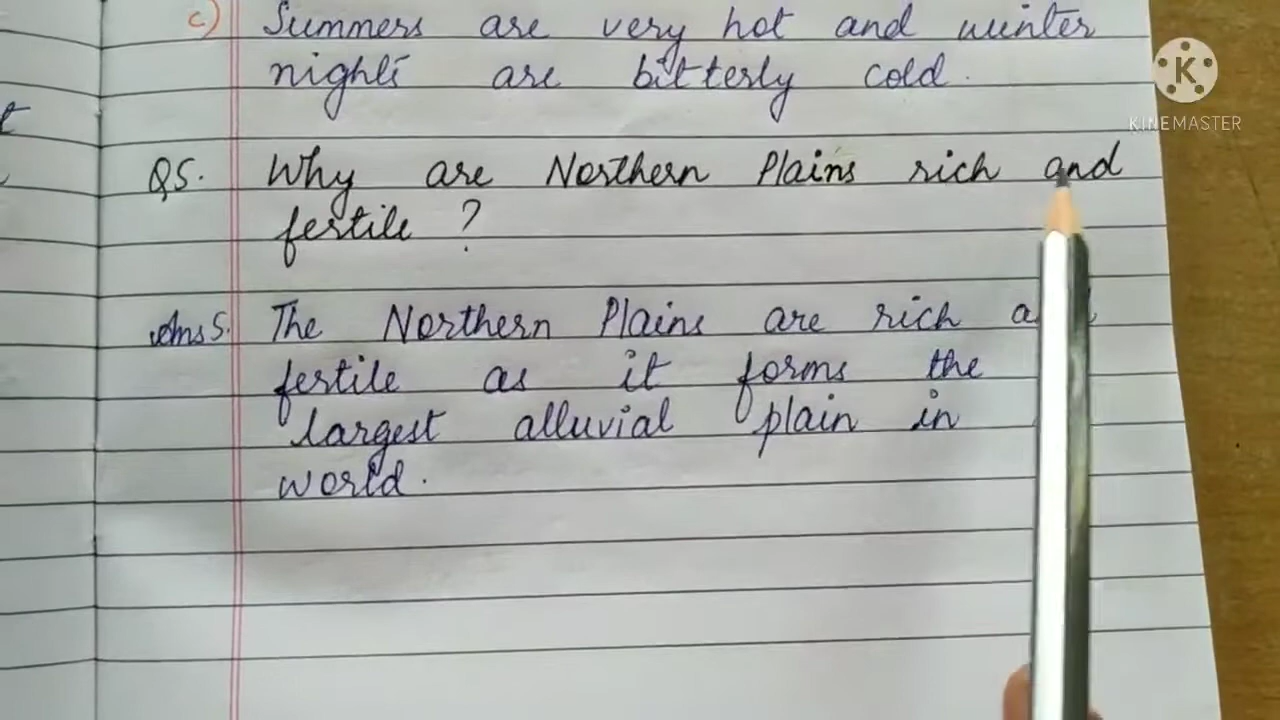 c) Summers are very hot and winter
nights are bitterly cold.
KINEMASTER
Q5. Why are Northern Plains rich and
fertile ?
Ans5. The Northern Plains are rich
fertile as it forms the
largest alluvial plain in
world.